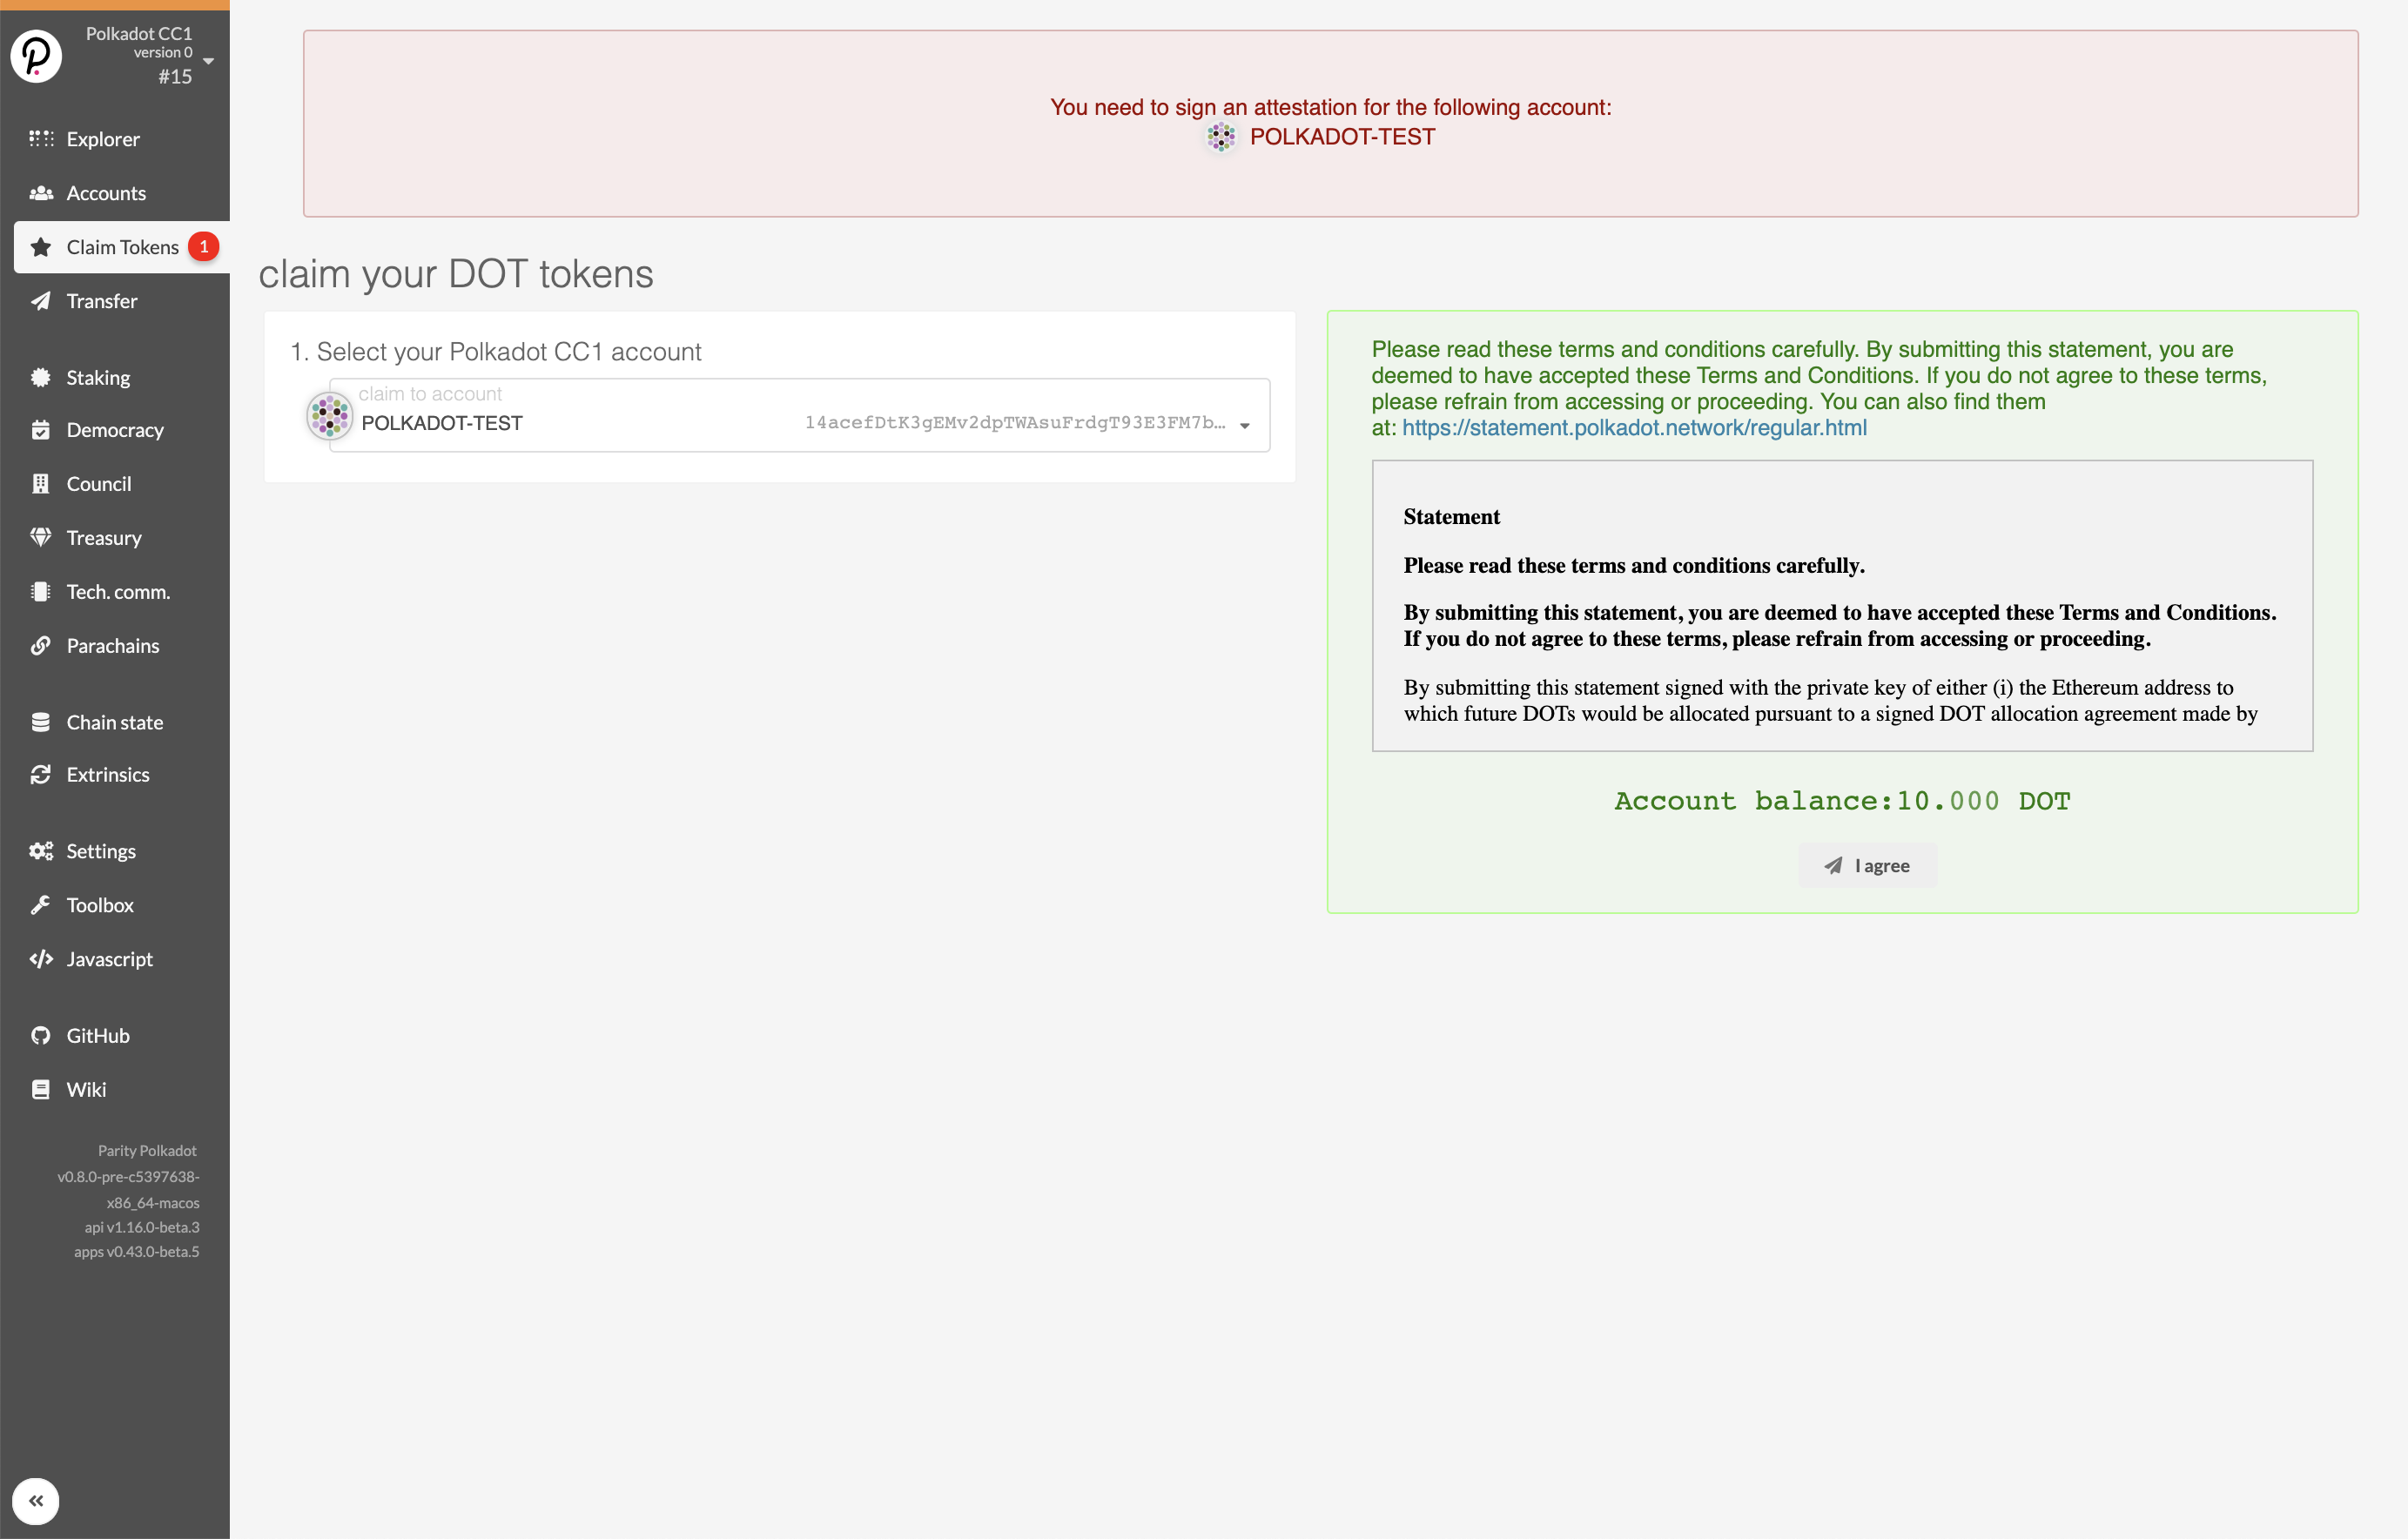 Polkadot CC1
version 0
#15
Explorer
Accounts
Claim Tokens 1
Transfer
Staking
Democracy
Council
Treasury
Tech. comm.
Parachains
Chain state
Extrinsics
Settings
Toolbox
Javascript
GitHub
Wiki
Parity Polkadot
v0.8.0-pre-c5397638-
x86_64-macos
api v1.16.0-beta.3
apps v0.43.0-beta.5
You need to sign an attestation for the following account:
POLKADOT-TEST
claim your DOT tokens
1. Select your Polkadot CC1 account
claim to account
POLKADOT-TEST 14acefDtK3gEMv2dpTWAsuFrdgT93E3FM7b…
Please read these terms and conditions carefully. By submitting this statement, you are
deemed to have accepted these Terms and Conditions. If you do not agree to these terms,
please refrain from accessing or proceeding. You can also find them
at: https://statement.polkadot.network/regular.html
Statement
Please read these terms and conditions carefully.
By submitting this statement, you are deemed to have accepted these Terms and Conditions.
If you do not agree to these terms, please refrain from accessing or proceeding.
By submitting this statement signed with the private key of either (i) the Ethereum address to
which future DOTs would be allocated pursuant to a signed DOT allocation agreement made by
Account balance:10.000 DOT
I agree